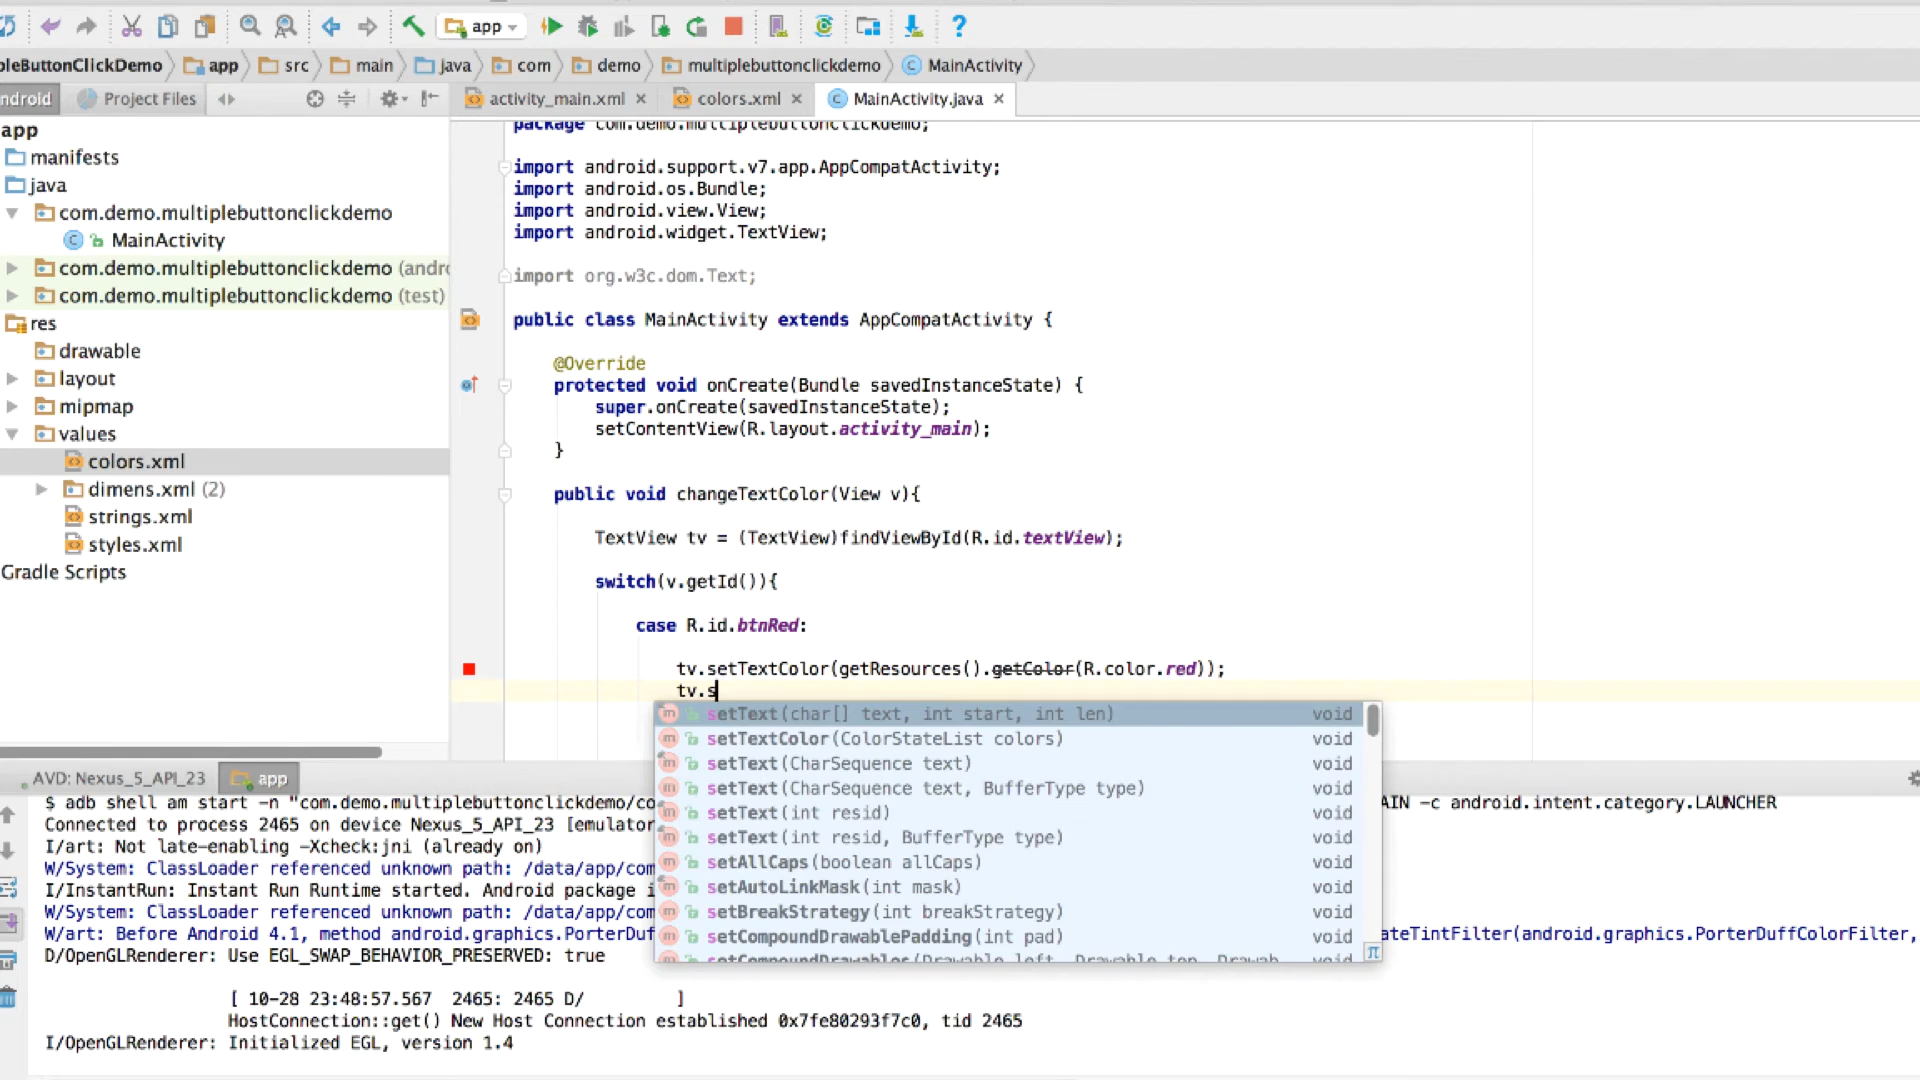 app
pleButtonClickDemo app src main java com demo multiplebuttonclickdemo MainActivity
ndroid Project Files activity_main.xml colors.xml MainActivity.java
app
manifests
java
com.demo.multiplebuttonclickdemo
MainActivity
com.demo.multiplebuttonclickdemo (andro
com.demo.multiplebuttonclickdemo (test)
res
drawable
layout
mipmap
values
colors.xml
dimens.xml (2)
strings.xml
styles.xml
Gradle Scripts
package com.demo.multiplebuttonclickdemo;
import android.support.v7.app.AppCompatActivity;
import android.os.Bundle;
import android.view.View;
import android.widget.TextView;
import org.w3c.dom.Text;
public class MainActivity extends AppCompatActivity {
@Override
protected void onCreate(Bundle savedInstanceState) {
super.onCreate(savedInstanceState);
setContentView(R.layout.activity_main);
}
public void changeTextColor(View v){
TextView tv = (TextView)findViewById(R.id.textView);
switch(v.getId()){
case R.id.btnRed:
tv.setTextColor(getResources().getColor(R.color.red));
tv.s
setText(char[] text, int start, int len) void
setTextColor(ColorStateList colors) void
setText(CharSequence text) void
setText(CharSequence text, BufferType type) void
setText(int resid) void
setText(int resid, BufferType type) void
setAllCaps(boolean allCaps) void
setAutoLinkMask(int mask) void
setBreakStrategy(int breakStrategy) void
setCompoundDrawablePadding(int pad) void
setCompoundDrawables(Drawable left, Drawable top, Drawab void
AVD: Nexus_5_API_23 app
$ adb shell am start -n "com.demo.multiplebuttonclickdemo/co AIN -c android.intent.category.LAUNCHER
Connected to process 2465 on device Nexus_5_API_23 [emulator
I/art: Not late-enabling -Xcheck:jni (already on)
W/System: ClassLoader referenced unknown path: /data/app/com
I/InstantRun: Instant Run Runtime started. Android package i
W/System: ClassLoader referenced unknown path: /data/app/com
W/art: Before Android 4.1, method android.graphics.PorterDuf ateTintFilter(android.graphics.PorterDuffColorFilter,
D/OpenGLRenderer: Use EGL_SWAP_BEHAVIOR_PRESERVED: true
[ 10-28 23:48:57.567 2465: 2465 D/ ]
HostConnection::get() New Host Connection established 0x7fe80293f7c0, tid 2465
I/OpenGLRenderer: Initialized EGL, version 1.4